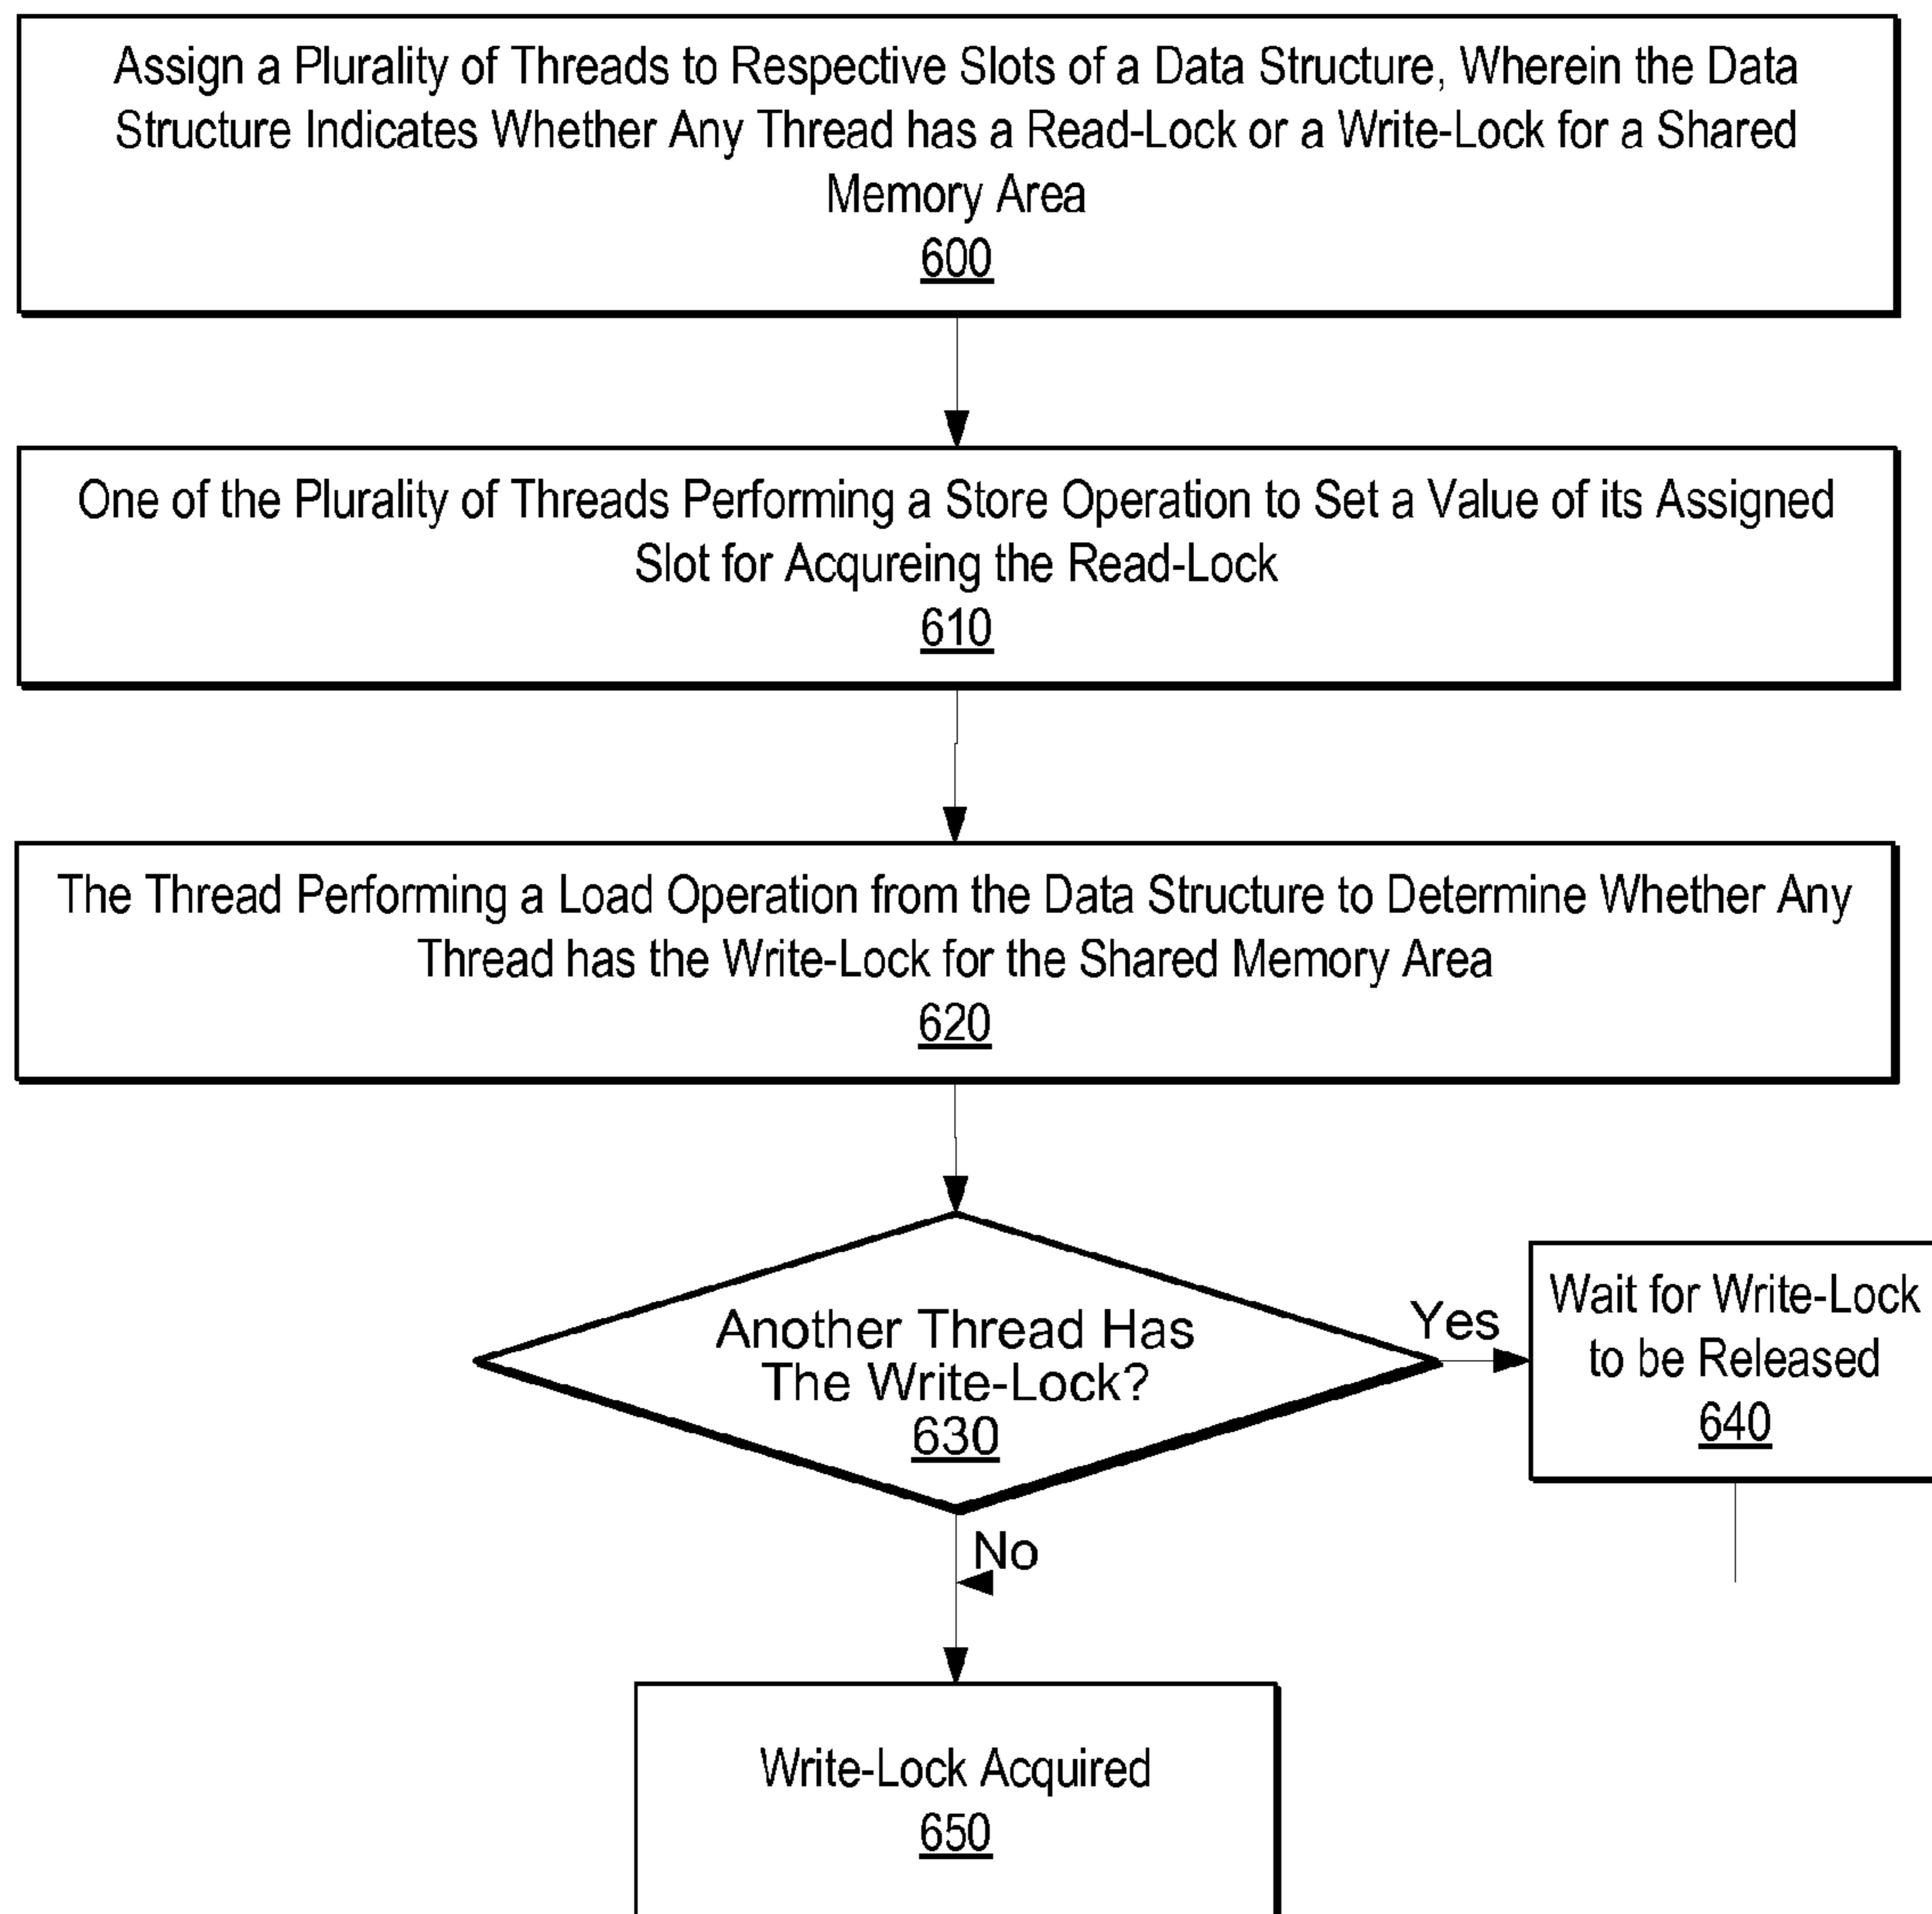 Assign a Plurality of Threads to Respective Slots of a Data Structure, Wherein the Data
Structure Indicates Whether Any Thread has a Read-Lock or a Write-Lock for a Shared
Memory Area
600
One of the Plurality of Threads Performing a Store Operation to Set a Value of its Assigned
Slot for Acqureing the Read-Lock
610
The Thread Performing a Load Operation from the Data Structure to Determine Whether Any
Thread has the Write-Lock for the Shared Memory Area
620
Another Thread Has
The Write-Lock?
630
Yes
Wait for Write-Lock
to be Released
640
No
Write-Lock Acquired
650